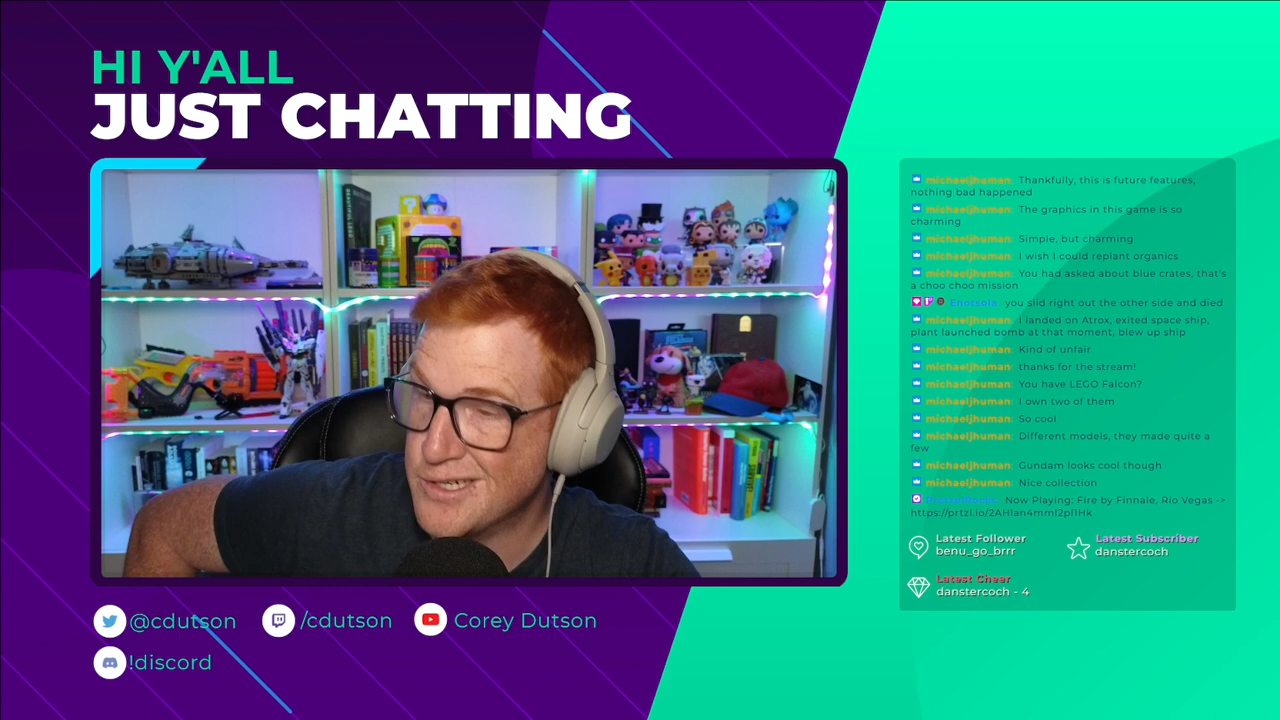 HI Y'ALL
JUST CHATTING
michaeljhuman: Thankfully, this is future features,
nothing bad happened
michaeljhuman: The graphics in this game is so
charming
michaeljhuman: Simple, but charming
michaeljhuman: I wish I could replant organics
michaeljhuman: You had asked about blue crates, that's
a choo choo mission
Enotsola: you slid right out the other side and died
michaeljhuman: I landed on Atrox, exited space ship,
plant launched bomb at that moment, blew up ship
michaeljhuman: Kind of unfair
michaeljhuman: thanks for the stream!
michaeljhuman: You have LEGO Falcon?
michaeljhuman: I own two of them
michaeljhuman: So cool
michaeljhuman: Different models, they made quite a
few
michaeljhuman: Gundam looks cool though
michaeljhuman: Nice collection
PretzelRocks: Now Playing: Fire by Finnale, Rio Vegas ->
Latest Follower
benu_go_brrr
Latest Subscriber
danstercoch
Latest Cheer
danstercoch - 4
@cdutson
/cdutson
Corey Dutson
!discord